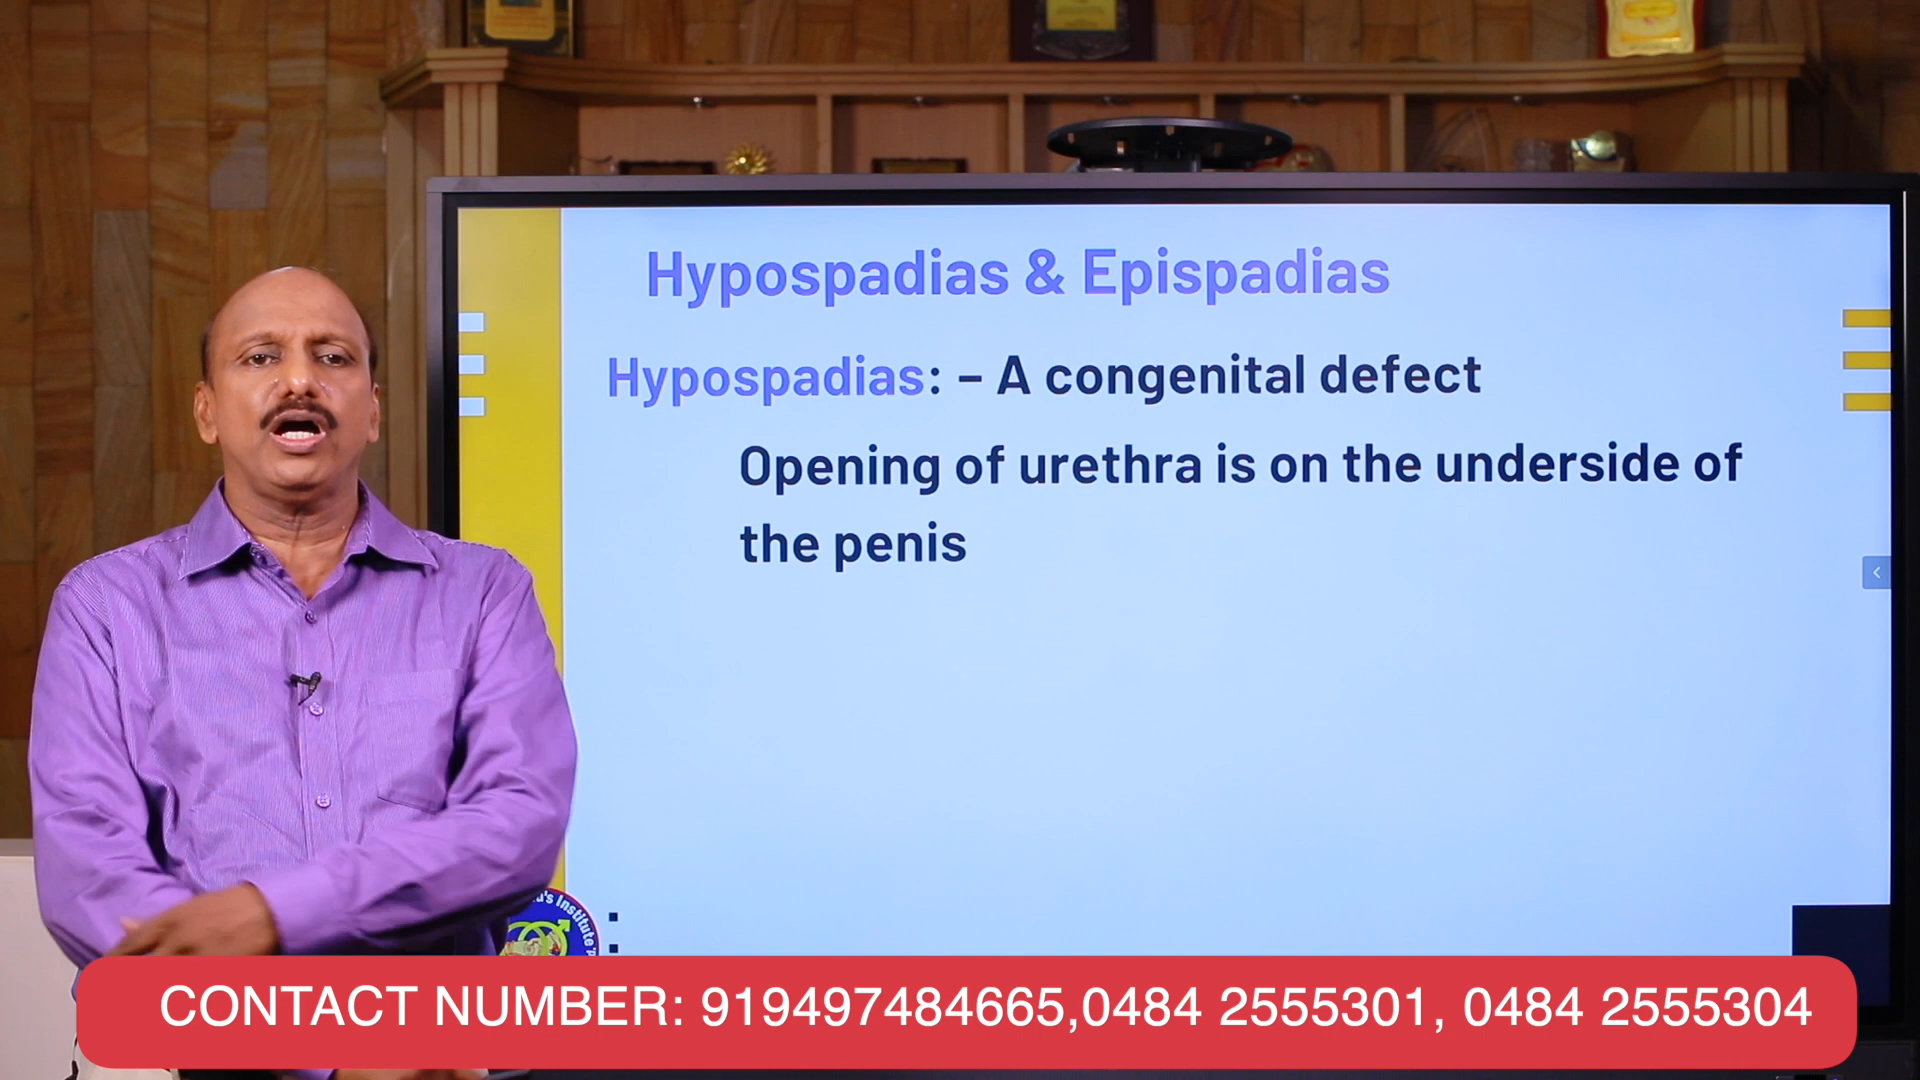 Hypospadias & Epispadias
Hypospadias: – A congenital defect
Opening of urethra is on the underside of
the penis
's Institute
CONTACT NUMBER: 919497484665,0484 2555301, 0484 2555304